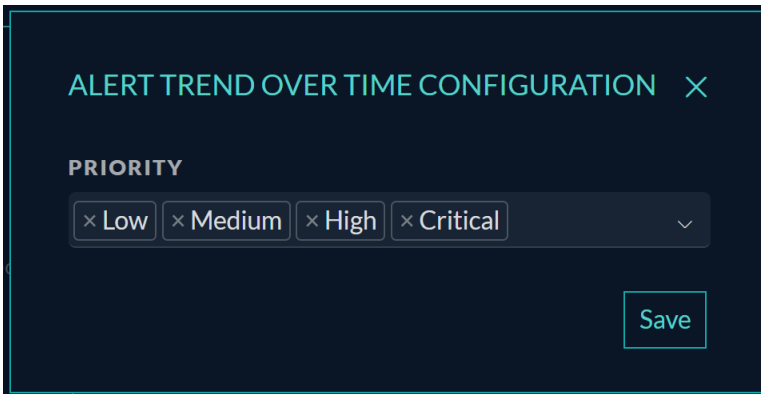 ALERT TREND OVER TIME CONFIGURATION
PRIORITY
× Low × Medium × High × Critical
Save